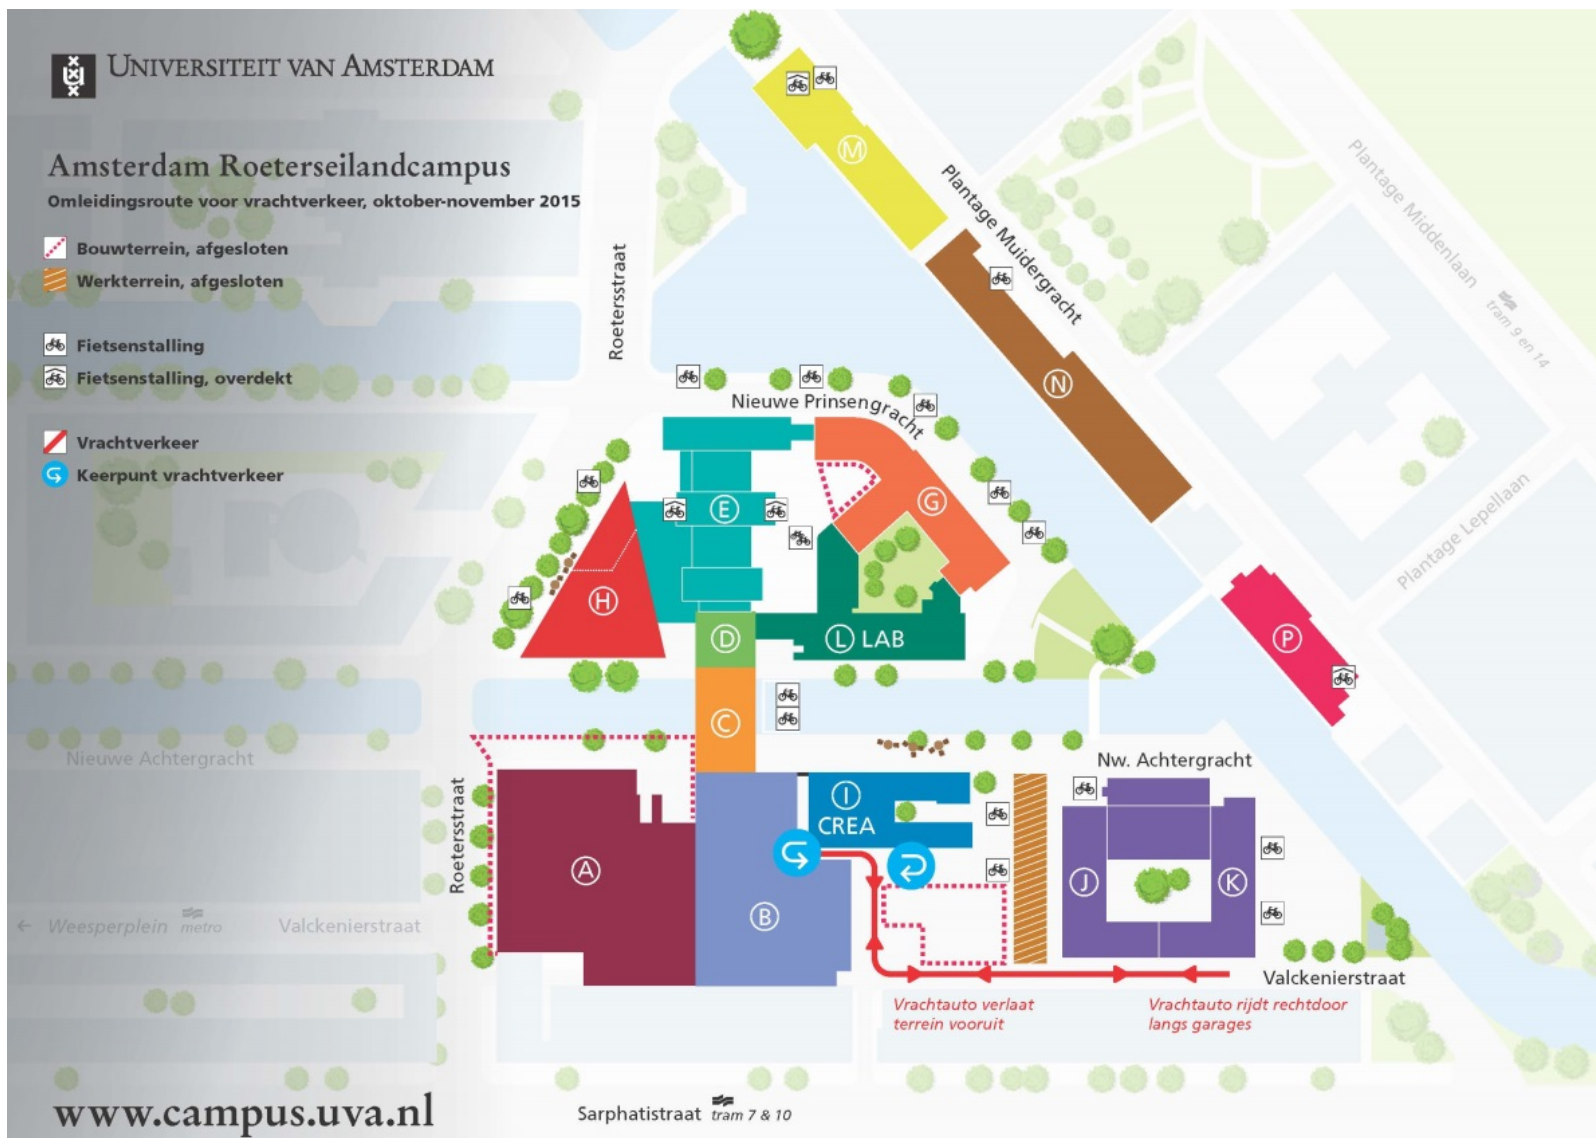 UNIVERSITEIT VAN AMSTERDAM
Amsterdam Roeterseilandcampus
Omleidingsroute voor vrachtverkeer, oktober-november 2015
Bouwterrein, afgesloten
Werkterrein, afgesloten
Fietsenstalling
Fietsenstalling, overdekt
Vrachtverkeer
Keerpunt vrachtverkeer
M
Plantage Muidergracht
Plantage Middenlaan
tram 9 en 14
Roetersstraat
N
Nieuwe Prinsengracht
E
G
Plantage Lepellaan
H
D
L LAB
P
C
Nieuwe Achtergracht
Nw. Achtergracht
Roetersstraat
I
CREA
A
B
J
K
← Weesperplein metro
Valckenierstraat
Valckenierstraat
Vrachtauto verlaat
terrein vooruit
Vrachtauto rijdt rechtdoor
langs garages
www.campus.uva.nl
Sarphatistraat tram 7 & 10